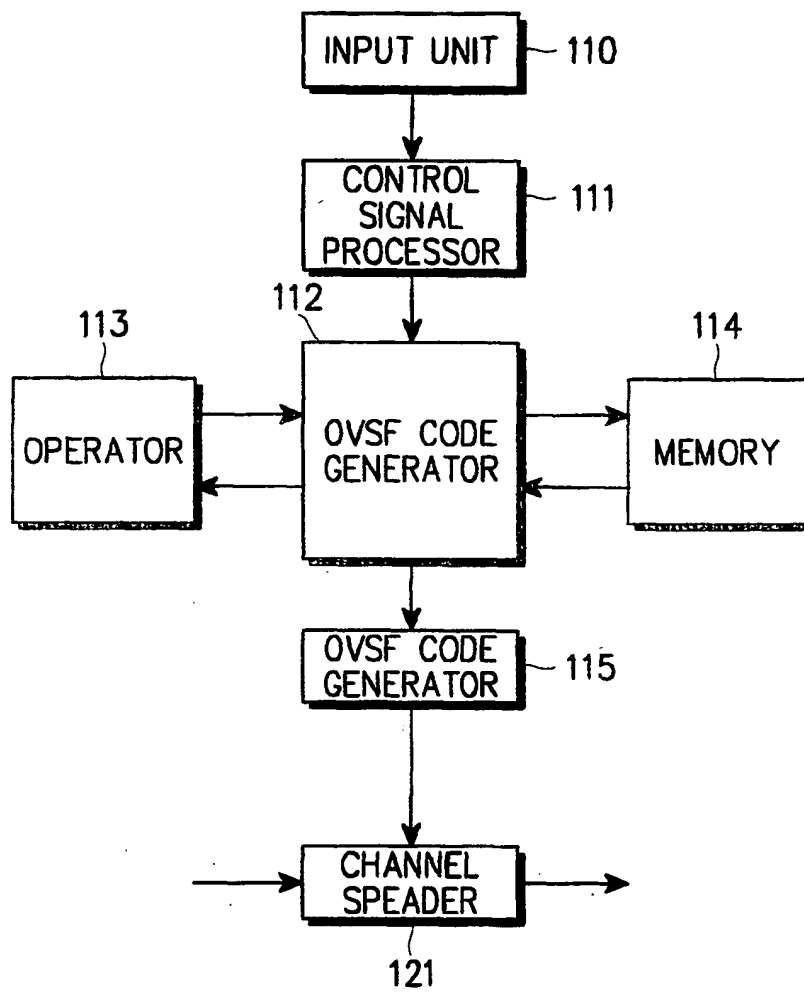 INPUT UNIT
110
CONTROL
SIGNAL
PROCESSOR
111
112
113
114
OPERATOR
OVSF CODE
GENERATOR
MEMORY
OVSF CODE
GENERATOR
115
CHANNEL
SPEADER
121